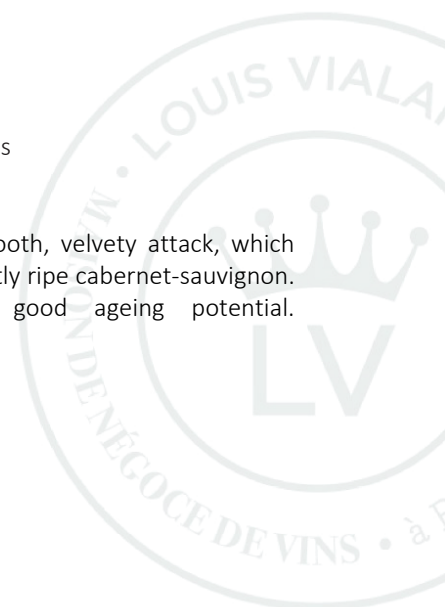 s
ooth, velvety attack, which
tly ripe cabernet-sauvignon.
good ageing potential.
LOUIS VIALA
LV
DE NÉGOCE DE VINS • à